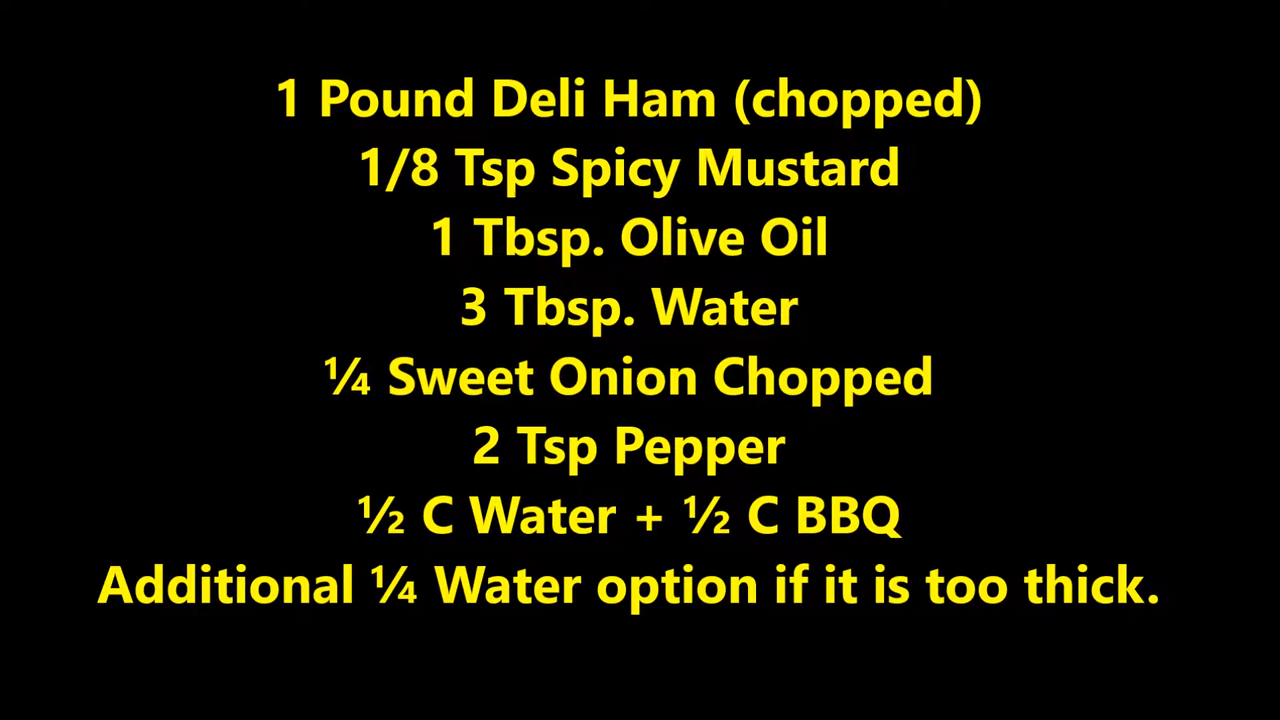 1 Pound Deli Ham (chopped)
1/8 Tsp Spicy Mustard
1 Tbsp. Olive Oil
3 Tbsp. Water
¼ Sweet Onion Chopped
2 Tsp Pepper
½ C Water + ½ C BBQ
Additional ¼ Water option if it is too thick.